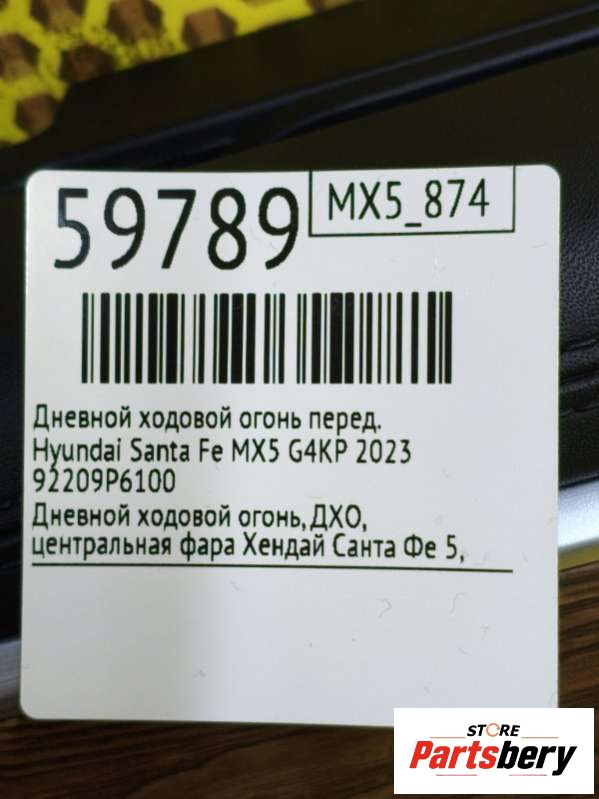 59789
MX5_874
Дневной ходовой огонь перед.
Hyundai Santa Fe MX5 G4KP 2023
92209P6100
Дневной ходовой огонь, ДХО,
центральная фара Хендай Санта Фе 5,
STORE
Partsbery